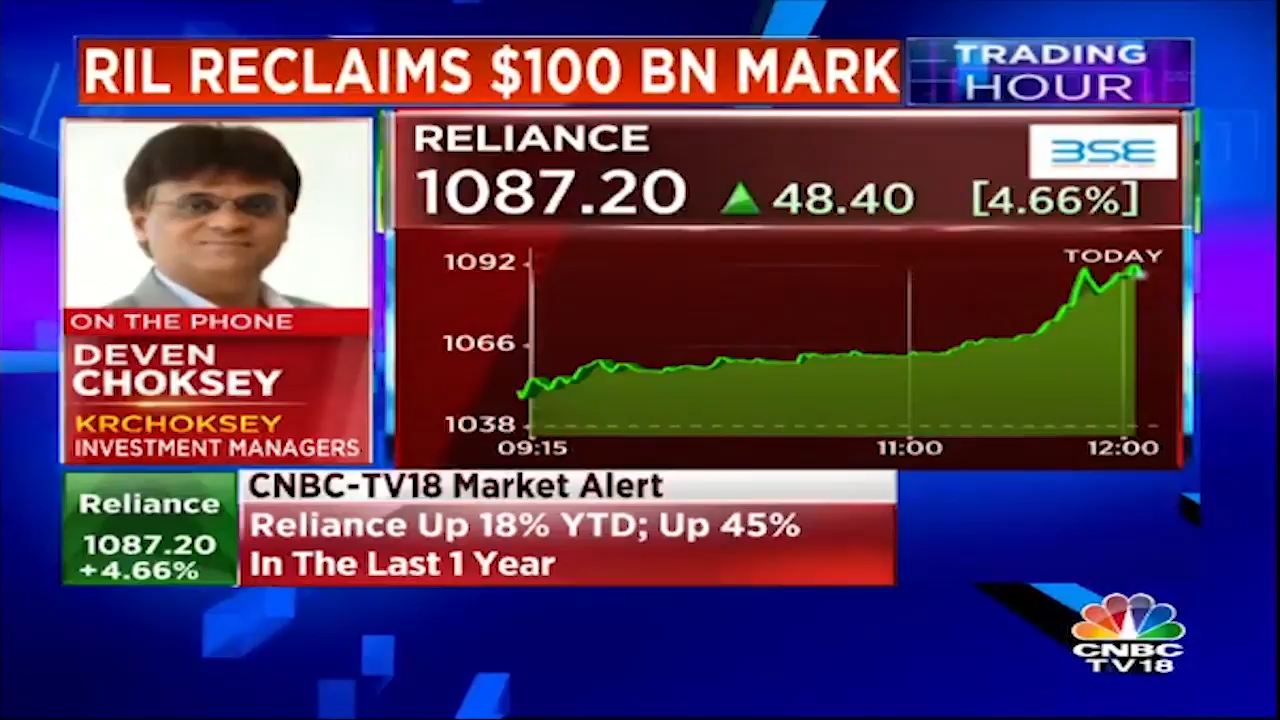 RIL RECLAIMS $100 BN MARK
TRADING
HOUR
RELIANCE
BSE
1087.20 ▲ 48.40 [4.66%]
TODAY
1092
1066
1038
09:15 11:00 12:00
ON THE PHONE
DEVEN
CHOKSEY
KRCHOKSEY
INVESTMENT MANAGERS
Reliance
1087.20
+4.66%
CNBC-TV18 Market Alert
Reliance Up 18% YTD; Up 45%
In The Last 1 Year
CNBC
TV18